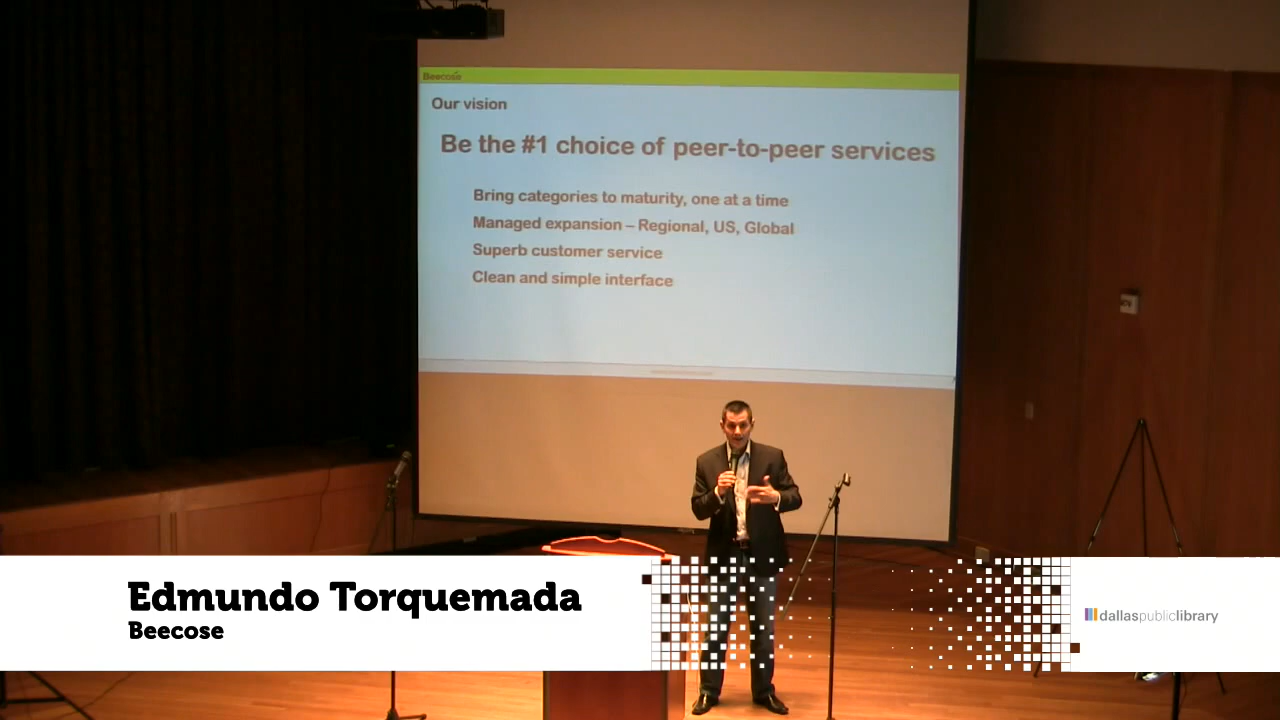 Beecose
Our vision
Be the #1 choice of peer-to-peer services
Bring categories to maturity, one at a time
Managed expansion – Regional, US, Global
Superb customer service
Clean and simple interface
Edmundo Torquemada
Beecose
dallaspubliclibrary